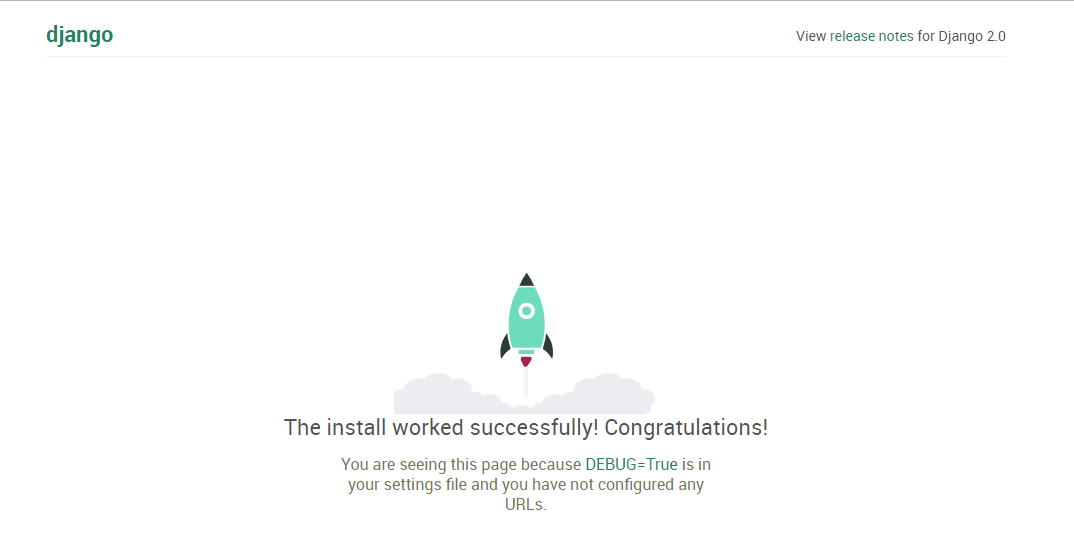 django
View release notes for Django 2.0
The install worked successfully! Congratulations!
You are seeing this page because DEBUG=True is in
your settings file and you have not configured any
URLs.